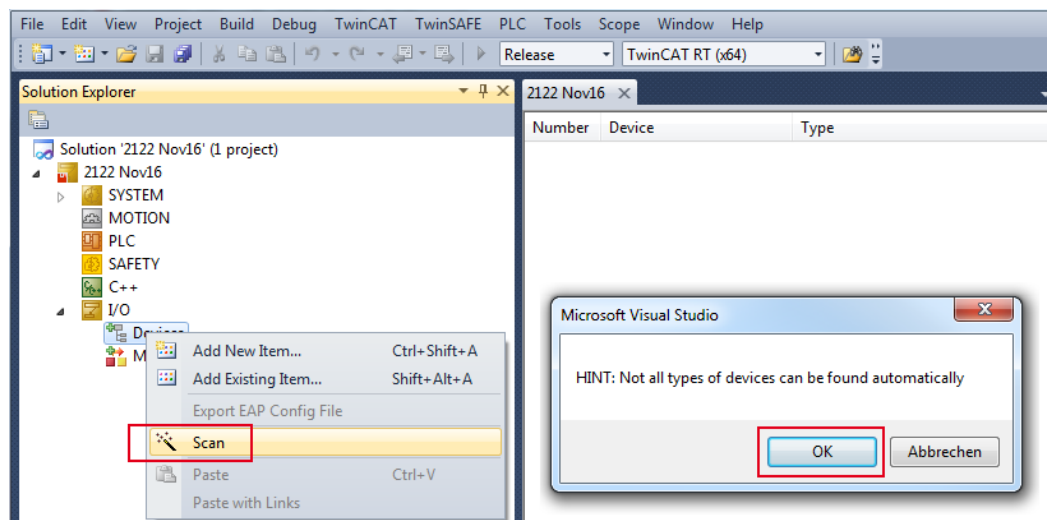 File Edit View Project Build Debug TwinCAT TwinSAFE PLC Tools Scope Window Help
Release TwinCAT RT (x64)
Solution Explorer
2122 Nov16
Number Device Type
Solution '2122 Nov16' (1 project)
2122 Nov16
SYSTEM
MOTION
PLC
SAFETY
C++
I/O
Devices
M
Add New Item... Ctrl+Shift+A
Add Existing Item... Shift+Alt+A
Export EAP Config File
Scan
Paste Ctrl+V
Paste with Links
Microsoft Visual Studio
HINT: Not all types of devices can be found automatically
OK Abbrechen